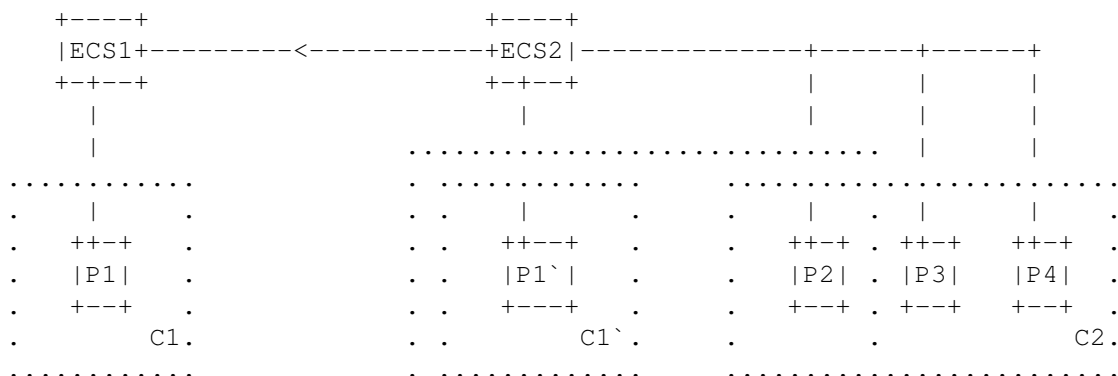 +----+ +----+
|ECS1+---------<-----------+ECS2|--------------+------+------+
+-+--+ +-+--+ | | |
| | | | |
| .............................. | |
............ . ............. .........................
. | . . . | . . | . | | .
. ++-+ . . . ++--+ . . ++-+ . ++-+ ++-+ .
. |P1| . . . |P1`| . . |P2| . |P3| |P4| .
. +--+ . . . +---+ . . +--+ . +--+ +--+ .
. C1. . . C1`. . . C2.
............ . ............. .........................